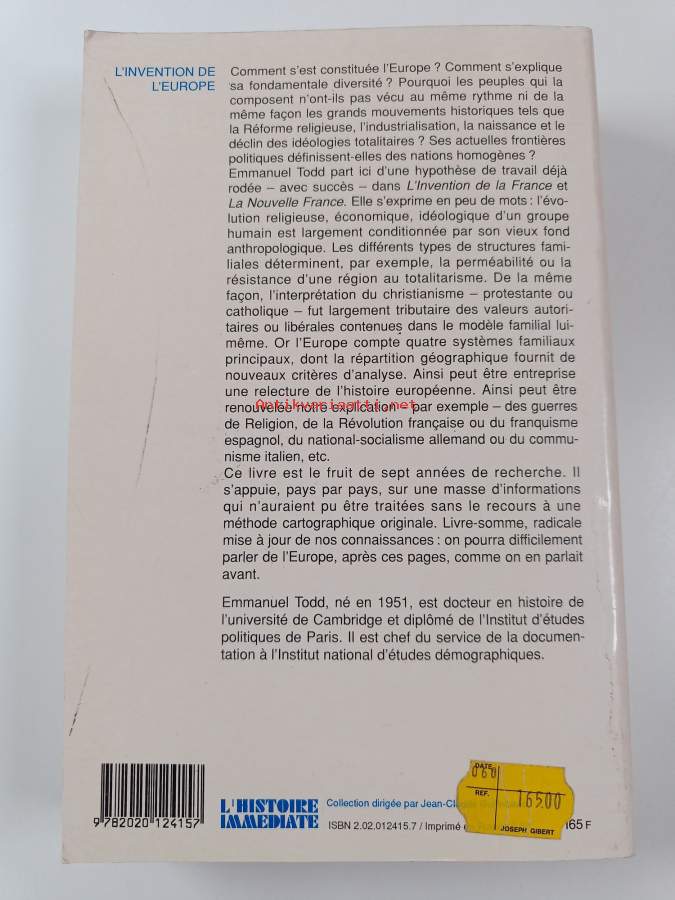 L'INVENTION DE
L'EUROPE
Comment s'est constituée l'Europe ? Comment s'explique
sa fondamentale diversité ? Pourquoi les peuples qui la
composent n'ont-ils pas vécu au même rythme ni de la
même façon les grands mouvements historiques tels que
la Réforme religieuse, l'industrialisation, la naissance et le
déclin des idéologies totalitaires ? Ses actuelles frontières
politiques définissent-elles des nations homogènes ?
Emmanuel Todd part ici d'une hypothèse de travail déjà
rodée – avec succès – dans L'Invention de la France et
La Nouvelle France. Elle s'exprime en peu de mots : l'évo-
lution religieuse, économique, idéologique d'un groupe
humain est largement conditionnée par son vieux fond
anthropologique. Les différents types de structures fami-
liales déterminent, par exemple, la perméabilité ou la
résistance d'une région au totalitarisme. De la même
façon, l'interprétation du christianisme – protestante ou
catholique – fut largement tributaire des valeurs autori-
taires ou libérales contenues dans le modèle familial lui-
même. Or l'Europe compte quatre systèmes familiaux
principaux, dont la répartition géographique fournit de
nouveaux critères d'analyse. Ainsi peut être entreprise
une relecture de l'histoire européenne. Ainsi peut être
Antikvariaatti.net
renouvelée notre explication – par exemple – des guerres
de Religion, de la Révolution française ou du franquisme
espagnol, du national-socialisme allemand ou du commu-
nisme italien, etc.
Ce livre est le fruit de sept années de recherche. Il
s'appuie, pays par pays, sur une masse d'informations
qui n'auraient pu être traitées sans le recours à une
méthode cartographique originale. Livre-somme, radicale
mise à jour de nos connaissances : on pourra difficilement
parler de l'Europe, après ces pages, comme on en parlait
avant.
Emmanuel Todd, né en 1951, est docteur en histoire de
l'université de Cambridge et diplômé de l'Institut d'études
politiques de Paris. Il est chef du service de la documen-
tation à l'Institut national d'études démographiques.
9 782020 124157
L'HISTOIRE
IMMEDIATE
Collection dirigée par Jean-Claude
ISBN 2.02.012415.7 / Imprimé
165 F
DATE
060
REF.
16500
JOSEPH GIBERT